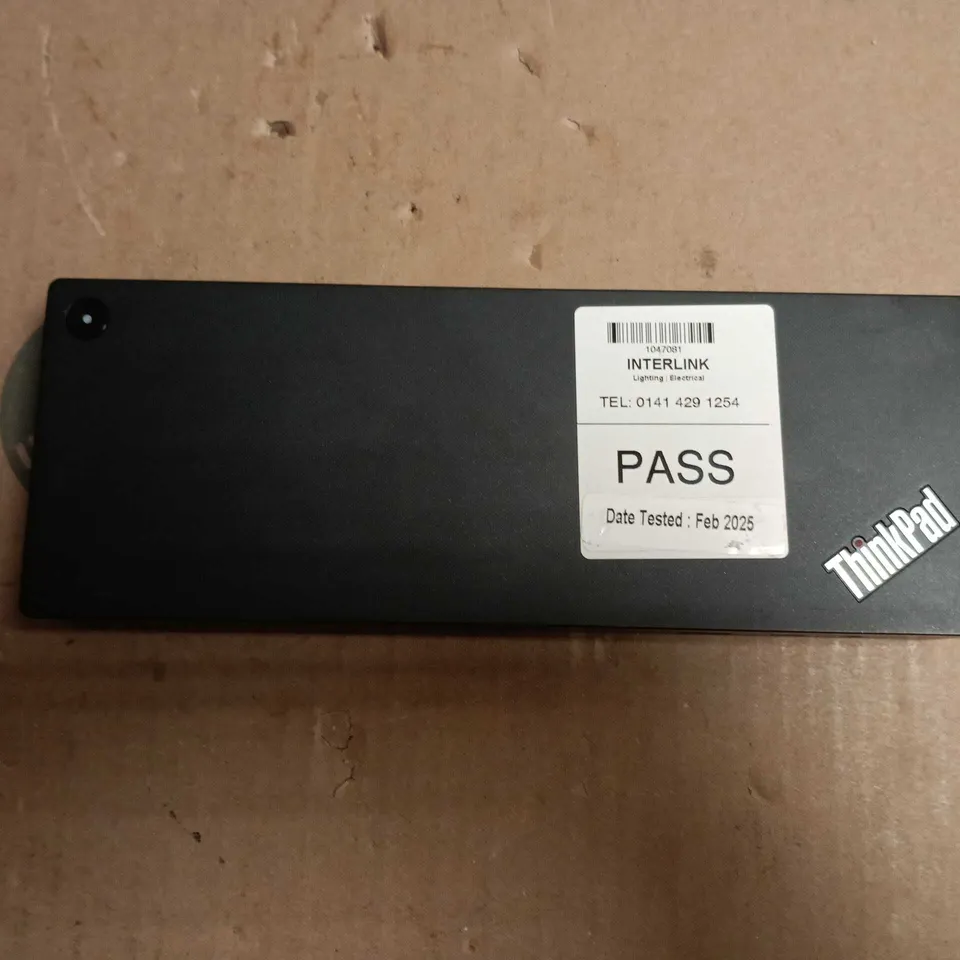 1047081
INTERLINK
Lighting | Electrical
TEL: 0141 429 1254
PASS
Date Tested : Feb 2025
ThinkPad